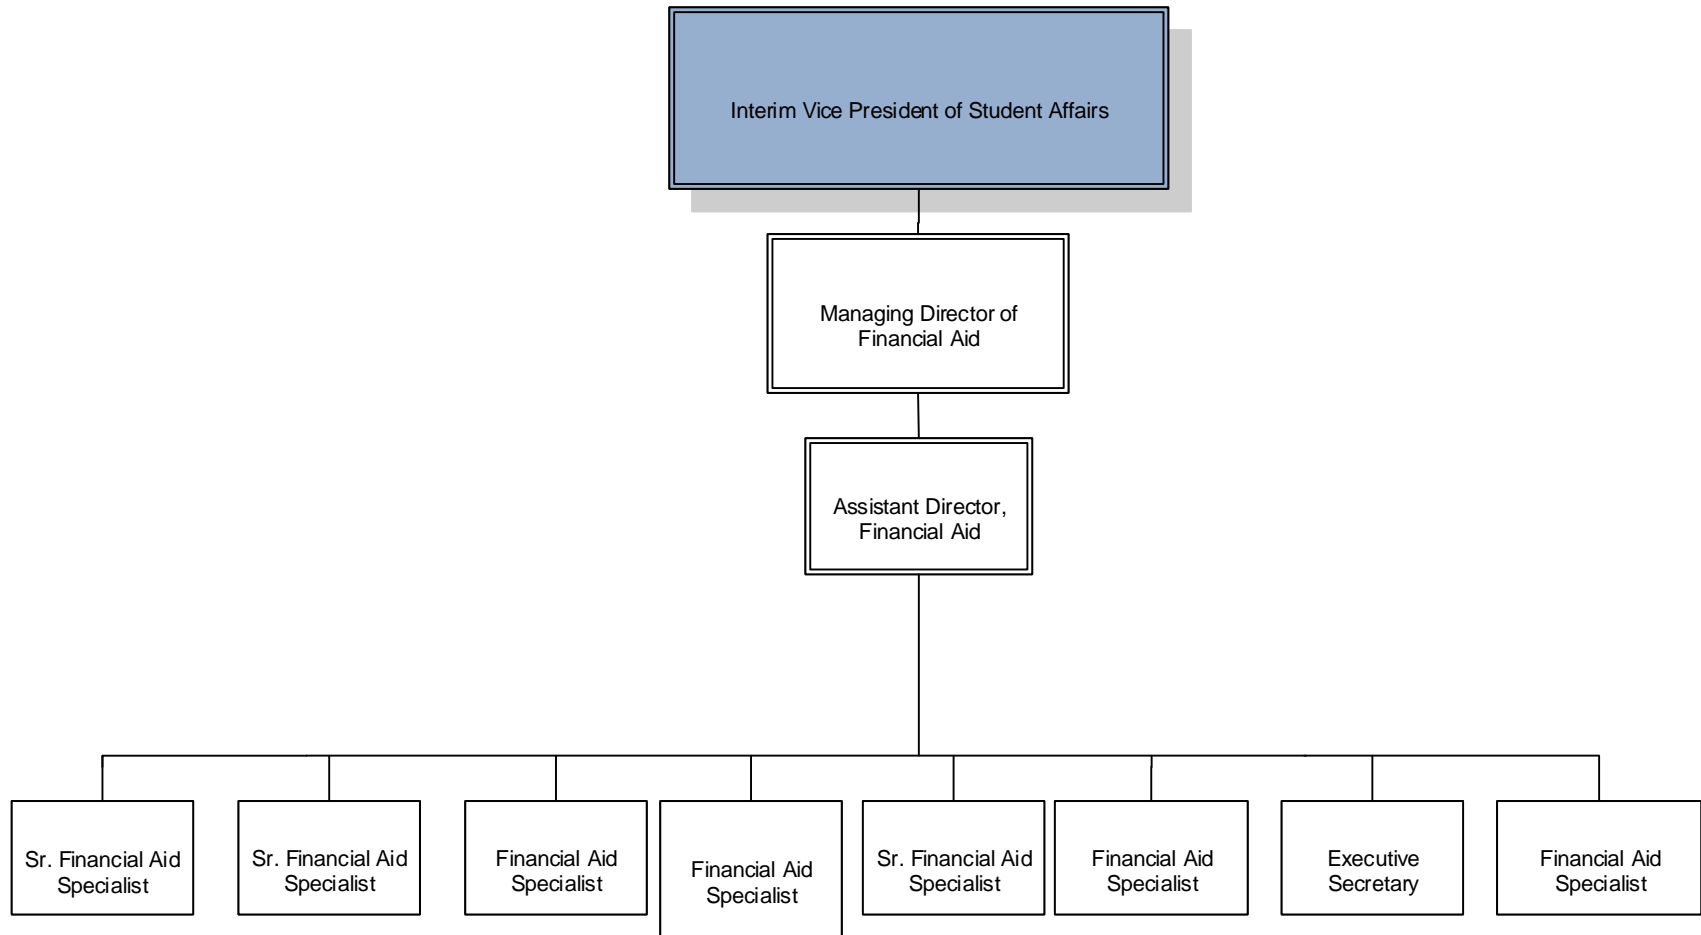 Interim Vice President of Student Affairs
Managing Director of
Financial Aid
Assistant Director,
Financial Aid
Sr. Financial Aid
Specialist
Sr. Financial Aid
Specialist
Financial Aid
Specialist
Financial Aid
Specialist
Sr. Financial Aid
Specialist
Financial Aid
Specialist
Executive
Secretary
Financial Aid
Specialist